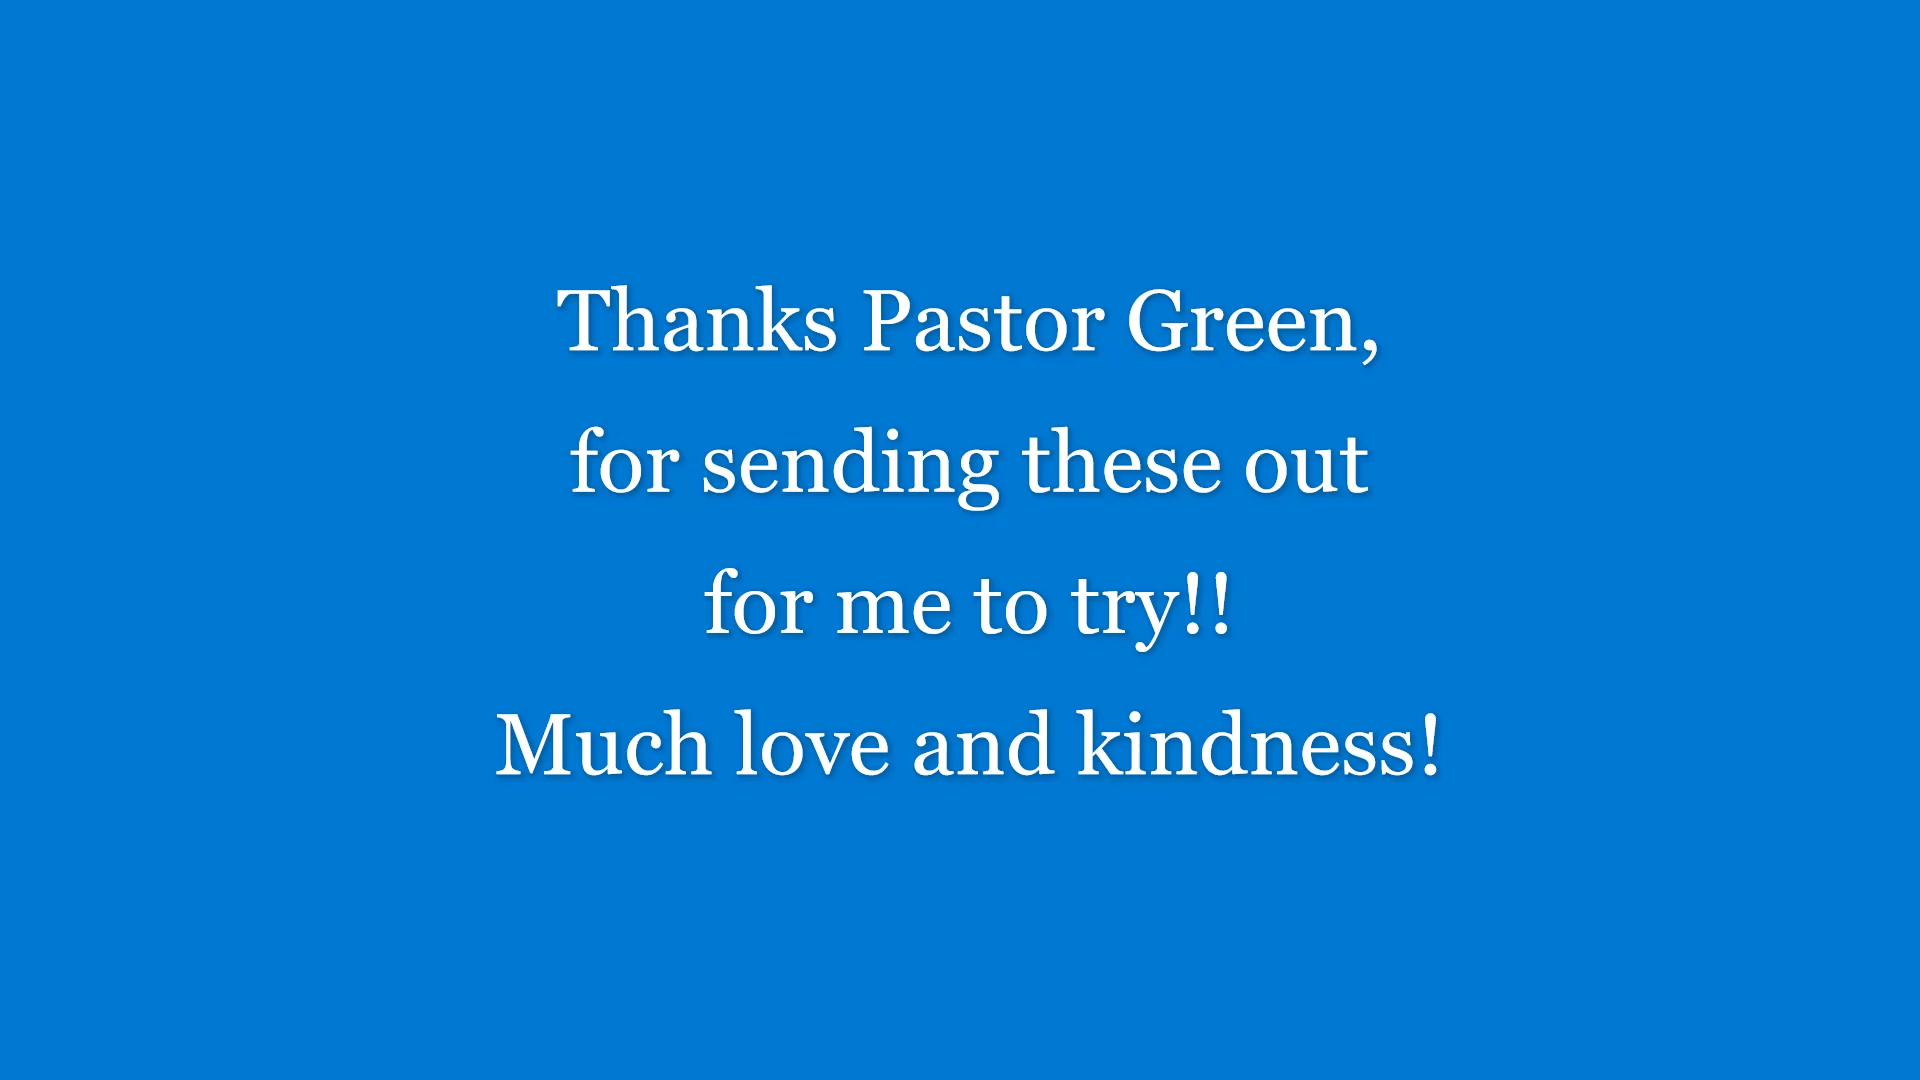 Thanks Pastor Green,
for sending these out
for me to try!!
Much love and kindness!